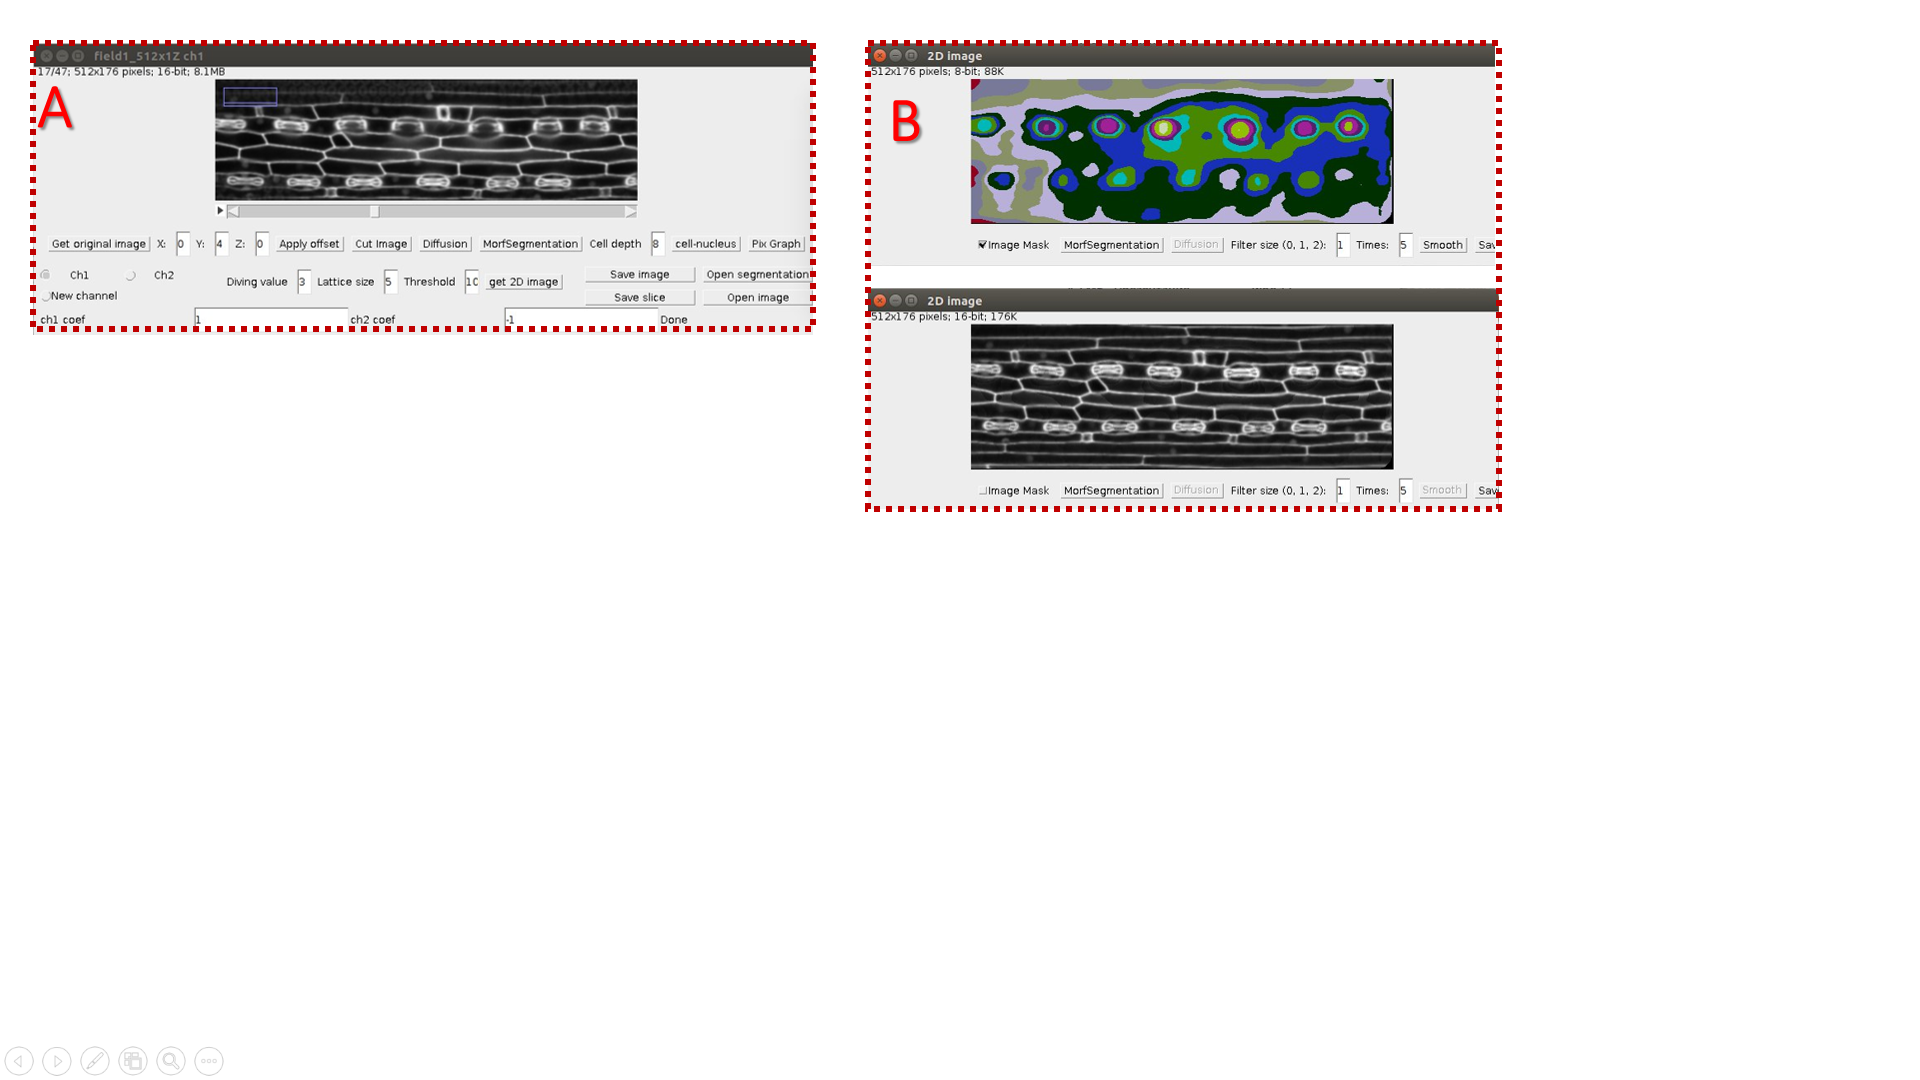 field1_512x1Z ch1
17/47; 512x176 pixels; 16-bit; 8.1MB
A
Get original image X: 0 Y: 4 Z: 0 Apply offset Cut Image Diffusion MorfSegmentation Cell depth 8 cell-nucleus Pix Graph
Ch1 Ch2
New channel
Diving value 3 Lattice size 5 Threshold 10 get 2D image
Save image Open segmentation
Save slice Open image
ch1 coef 1 ch2 coef -1 Done
2D image
512x176 pixels; 8-bit; 88K
B
Image Mask MorfSegmentation Diffusion Filter size (0, 1, 2): 1 Times: 5 Smooth Sav
2D image
512x176 pixels; 16-bit; 176K
Image Mask MorfSegmentation Diffusion Filter size (0, 1, 2): 1 Times: 5 Smooth Sav